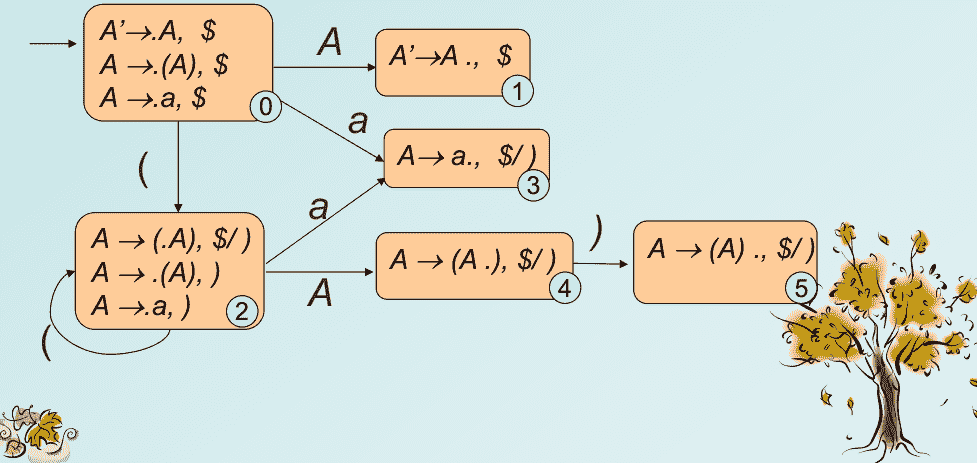 A’→.A, $
A →.(A), $
A →.a, $
0
A
A’→A ., $
1
a
A→ a., $/ )
3
(
a
A → (.A), $/ )
A → .(A), )
A →.a, )
2
(
A
A → (A .), $/ )
4
)
A → (A) ., $/ )
5